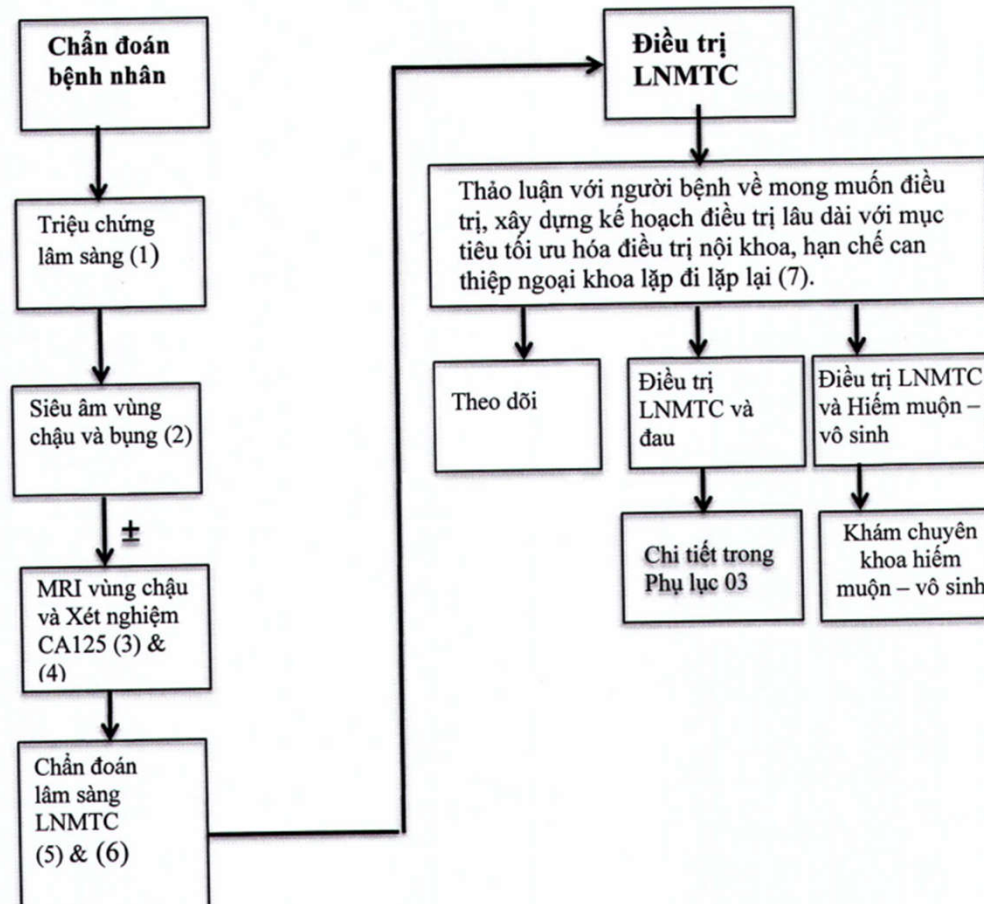 Chẩn đoán
bệnh nhân
Triệu chứng
lâm sàng (1)
Siêu âm vùng
chậu và bụng (2)
±
MRI vùng chậu
và Xét nghiệm
CA125 (3) &
(4)
Chẩn đoán
lâm sàng
LNMTC
(5) & (6)
Điều trị
LNMTC
Thảo luận với người bệnh về mong muốn điều
trị, xây dựng kế hoạch điều trị lâu dài với mục
tiêu tối ưu hóa điều trị nội khoa, hạn chế can
thiệp ngoại khoa lặp đi lặp lại (7).
Theo dõi
Điều trị
LNMTC và
đau
Điều trị LNMTC
và Hiếm muộn –
vô sinh
Chi tiết trong
Phụ lục 03
Khám chuyên
khoa hiếm
muộn – vô sinh